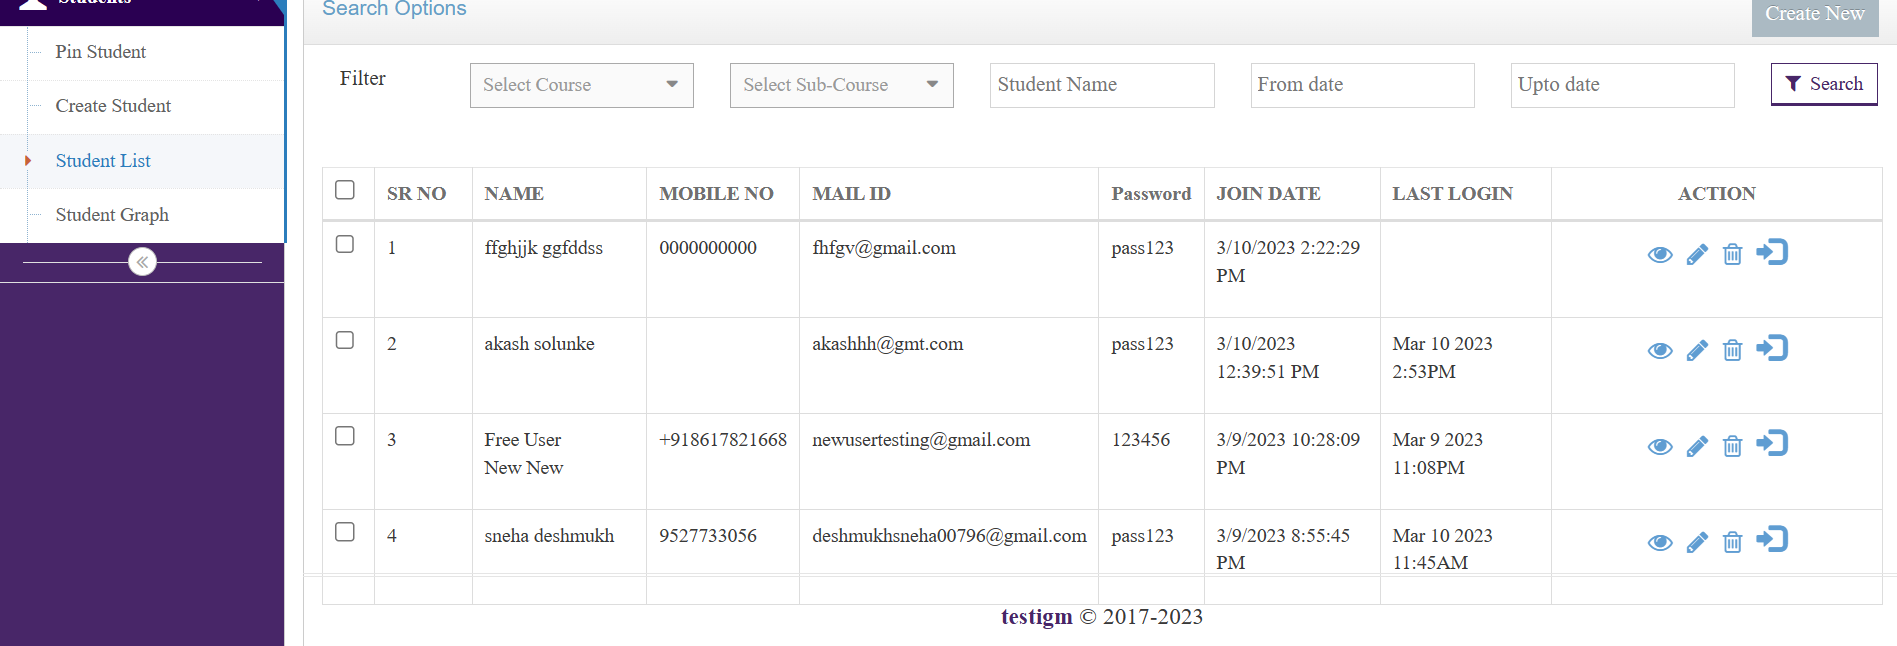 Students
Search Options
Create New
Pin Student
Create Student
Student List
Student Graph
Filter
Select Course
Select Sub-Course
Student Name
From date
Upto date
Search
SR NO NAME MOBILE NO MAIL ID Password JOIN DATE LAST LOGIN ACTION
1 ffghjjk ggfddss 0000000000 fhfgv@gmail.com pass123 3/10/2023 2:22:29
PM
2 akash solunke akashhh@gmt.com pass123 3/10/2023 Mar 10 2023
12:39:51 PM 2:53PM
3 Free User +918617821668 newusertesting@gmail.com 123456 3/9/2023 10:28:09 Mar 9 2023
New New PM 11:08PM
4 sneha deshmukh 9527733056 deshmukhsneha00796@gmail.com pass123 3/9/2023 8:55:45 Mar 10 2023
PM 11:45AM
testigm © 2017-2023